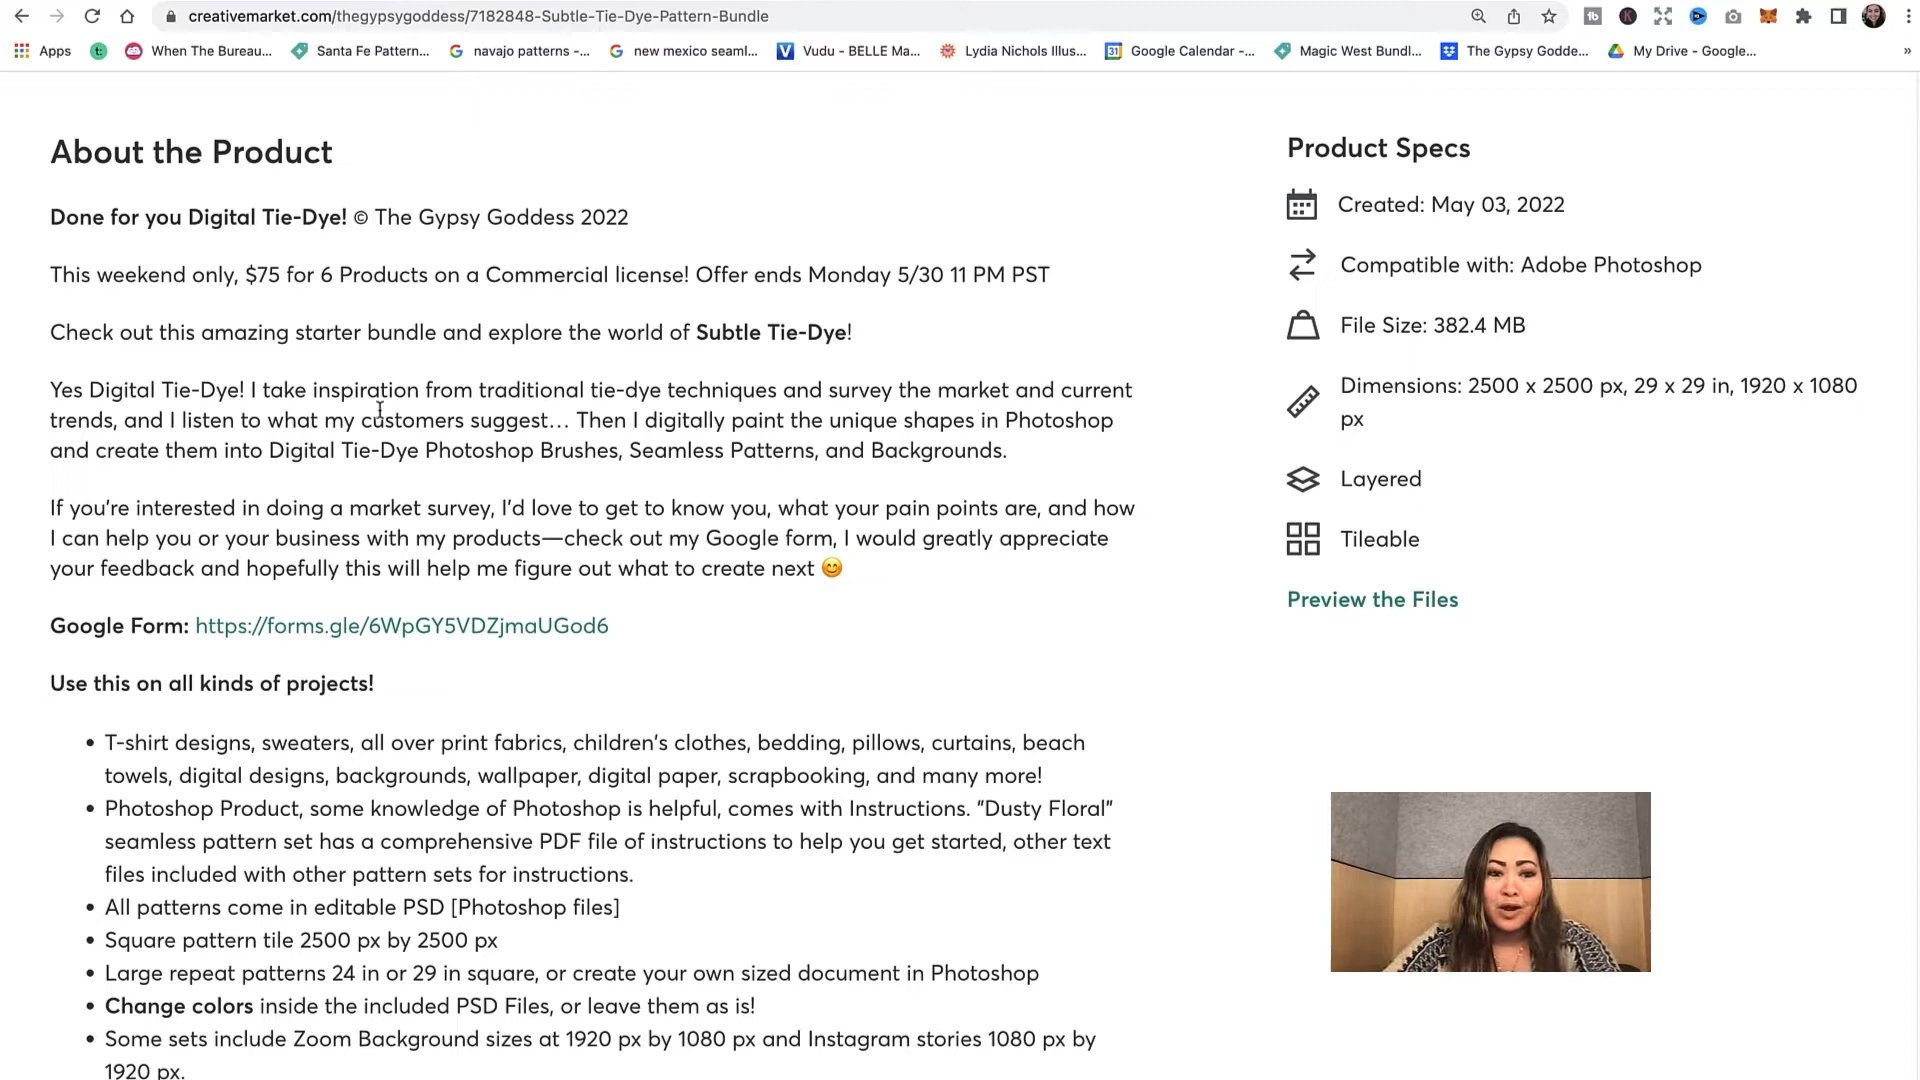 creativemarket.com/thegypsygoddess/7182848-Subtle-Tie-Dye-Pattern-Bundle
Apps
When The Bureau...
Santa Fe Pattern...
navajo patterns -...
new mexico seaml...
Vudu - BELLE Ma...
Lydia Nichols Illus...
Google Calendar -...
Magic West Bundl...
The Gypsy Godde...
My Drive - Google...
»
About the Product
Done for you Digital Tie-Dye! © The Gypsy Goddess 2022
This weekend only, $75 for 6 Products on a Commercial license! Offer ends Monday 5/30 11 PM PST
Check out this amazing starter bundle and explore the world of Subtle Tie-Dye!
Yes Digital Tie-Dye! I take inspiration from traditional tie-dye techniques and survey the market and current
trends, and I listen to what my customers suggest… Then I digitally paint the unique shapes in Photoshop
and create them into Digital Tie-Dye Photoshop Brushes, Seamless Patterns, and Backgrounds.
If you're interested in doing a market survey, I'd love to get to know you, what your pain points are, and how
I can help you or your business with my products—check out my Google form, I would greatly appreciate
your feedback and hopefully this will help me figure out what to create next 😊
Google Form: https://forms.gle/6WpGY5VDZjmaUGod6
Use this on all kinds of projects!
• T-shirt designs, sweaters, all over print fabrics, children's clothes, bedding, pillows, curtains, beach
towels, digital designs, backgrounds, wallpaper, digital paper, scrapbooking, and many more!
• Photoshop Product, some knowledge of Photoshop is helpful, comes with Instructions. "Dusty Floral"
seamless pattern set has a comprehensive PDF file of instructions to help you get started, other text
files included with other pattern sets for instructions.
• All patterns come in editable PSD [Photoshop files]
• Square pattern tile 2500 px by 2500 px
• Large repeat patterns 24 in or 29 in square, or create your own sized document in Photoshop
• Change colors inside the included PSD Files, or leave them as is!
• Some sets include Zoom Background sizes at 1920 px by 1080 px and Instagram stories 1080 px by
1920 px.
Product Specs
Created: May 03, 2022
Compatible with: Adobe Photoshop
File Size: 382.4 MB
Dimensions: 2500 x 2500 px, 29 x 29 in, 1920 x 1080
px
Layered
Tileable
Preview the Files